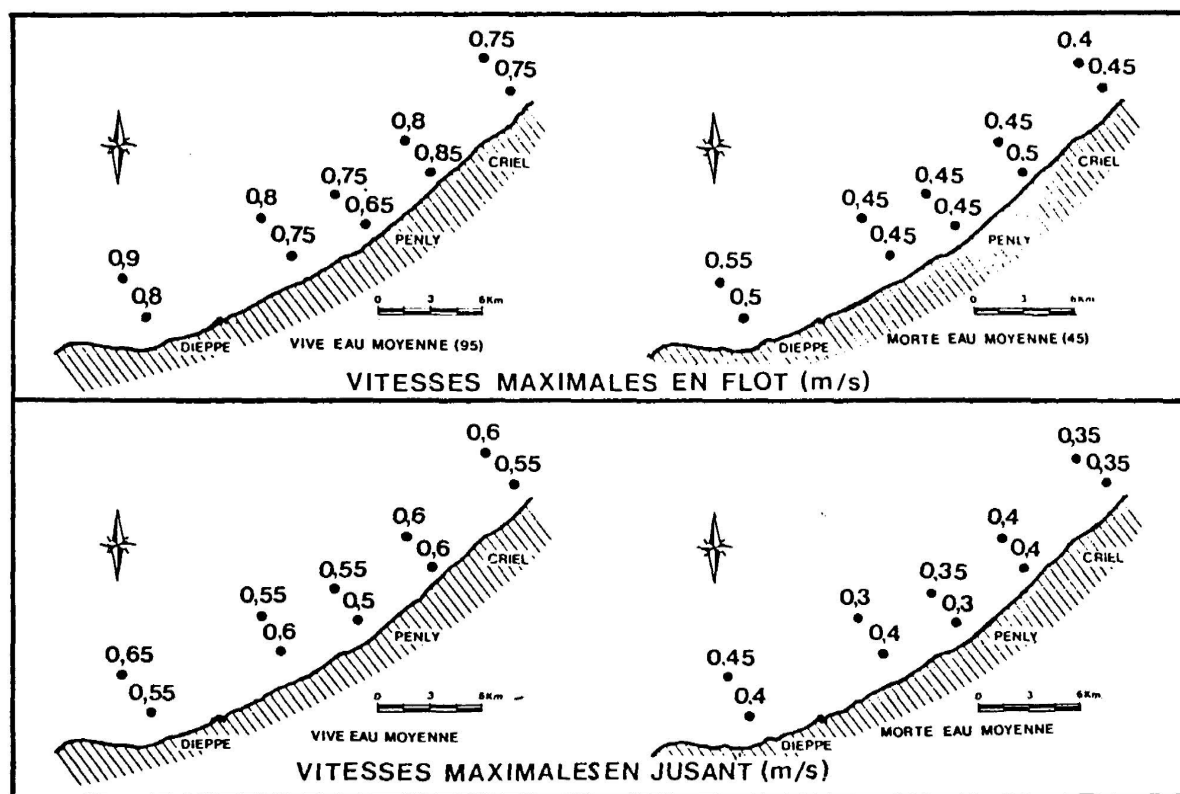 0.75
0,75
0,8
0,85
CRIEL
0,75
0,65
0,8
0,75
PENLY
0,9
0,8
0 3 6Km
DIEPPE
VIVE EAU MOYENNE (95)
0.4
0.45
0.45
0,5
CRIEL
0,45
0,45
0,45
0,45
PENLY
0.55
0,5
0 3 6Km
DIEPPE
MORTE EAU MOYENNE (45)
VITESSES MAXIMALES EN FLOT (m/s)
0,6
0,55
0,6
0,6
CRIEL
0,55
0,5
0,55
0,6
PENLY
0,65
0,55
0 3 6Km
DIEPPE
VIVE EAU MOYENNE
0,35
0,35
0,4
0,4
CRIEL
0,35
0,3
0,3
0,4
PENLY
0.45
0.4
0 3 6Km
DIEPPE
MORTE EAU MOYENNE
VITESSES MAXIMALES EN JUSANT (m/s)